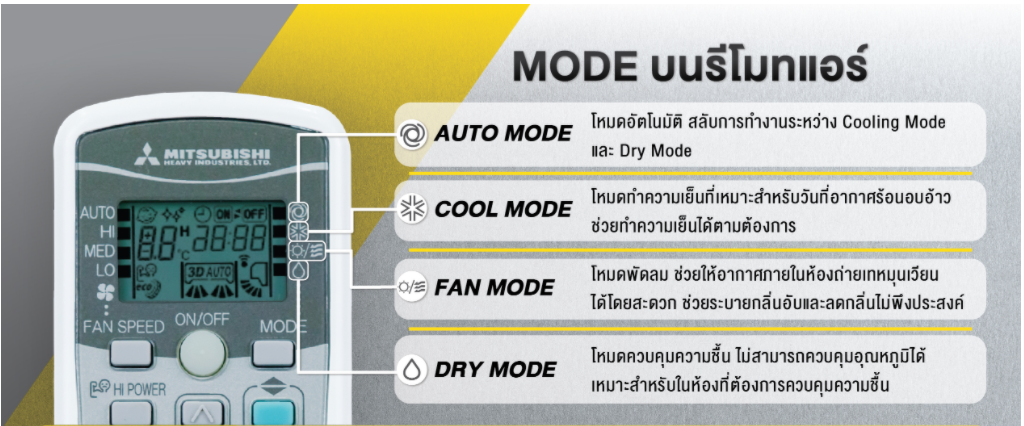 MODE บนรีโมทแอร์
AUTO MODE
โหมดอัตโนมัติ สลับการทำงานระหว่าง Cooling Mode
และ Dry Mode
COOL MODE
โหมดทำความเย็นที่เหมาะสำหรับวันที่อากาศร้อนอบอ้าว
ช่วยทำความเย็นได้ตามต้องการ
FAN MODE
โหมดพัดลม ช่วยให้อากาศภายในห้องถ่ายเทหมุนเวียน
ได้โดยสะดวก ช่วยระบายกลิ่นอับและลดกลิ่นไม่พึงประสงค์
DRY MODE
โหมดควบคุมความชื้น ไม่สามารถควบคุมอุณหภูมิได้
เหมาะสำหรับในห้องที่ต้องการควบคุมความชื้น
MITSUBISHI
HEAVY INDUSTRIES, LTD.
AUTO
HI
MED
LO
ON OFF
88 H 88:88
°C
3D AUTO
eco
FAN SPEED
ON/OFF
MODE
HI POWER